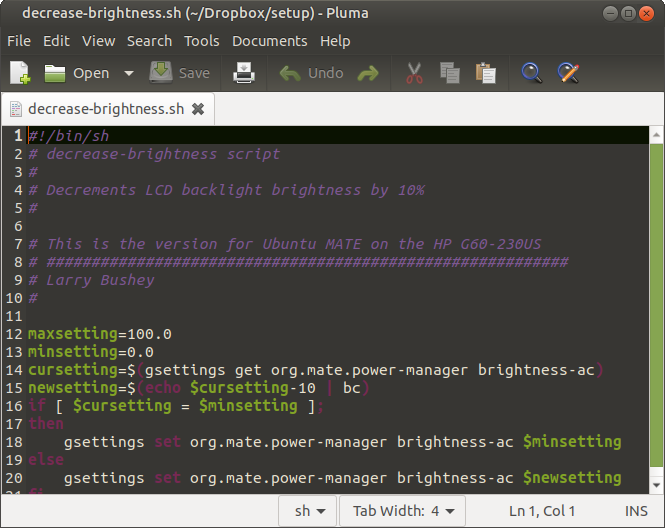 decrease-brightness.sh (~/Dropbox/setup) - Pluma
File Edit View Search Tools Documents Help
Open Save Undo
decrease-brightness.sh
1 #!/bin/sh
2 # decrease-brightness script
3 #
4 # Decrements LCD backlight brightness by 10%
5 #
6
7 # This is the version for Ubuntu MATE on the HP G60-230US
8 # ##########################################################
9 # Larry Bushey
10 #
11
12 maxsetting=100.0
13 minsetting=0.0
14 cursetting=$(gsettings get org.mate.power-manager brightness-ac)
15 newsetting=$(echo $cursetting-10 | bc)
16 if [ $cursetting = $minsetting ];
17 then
18     gsettings set org.mate.power-manager brightness-ac $minsetting
19 else
20     gsettings set org.mate.power-manager brightness-ac $newsetting
21 fi
sh Tab Width: 4 Ln 1, Col 1 INS